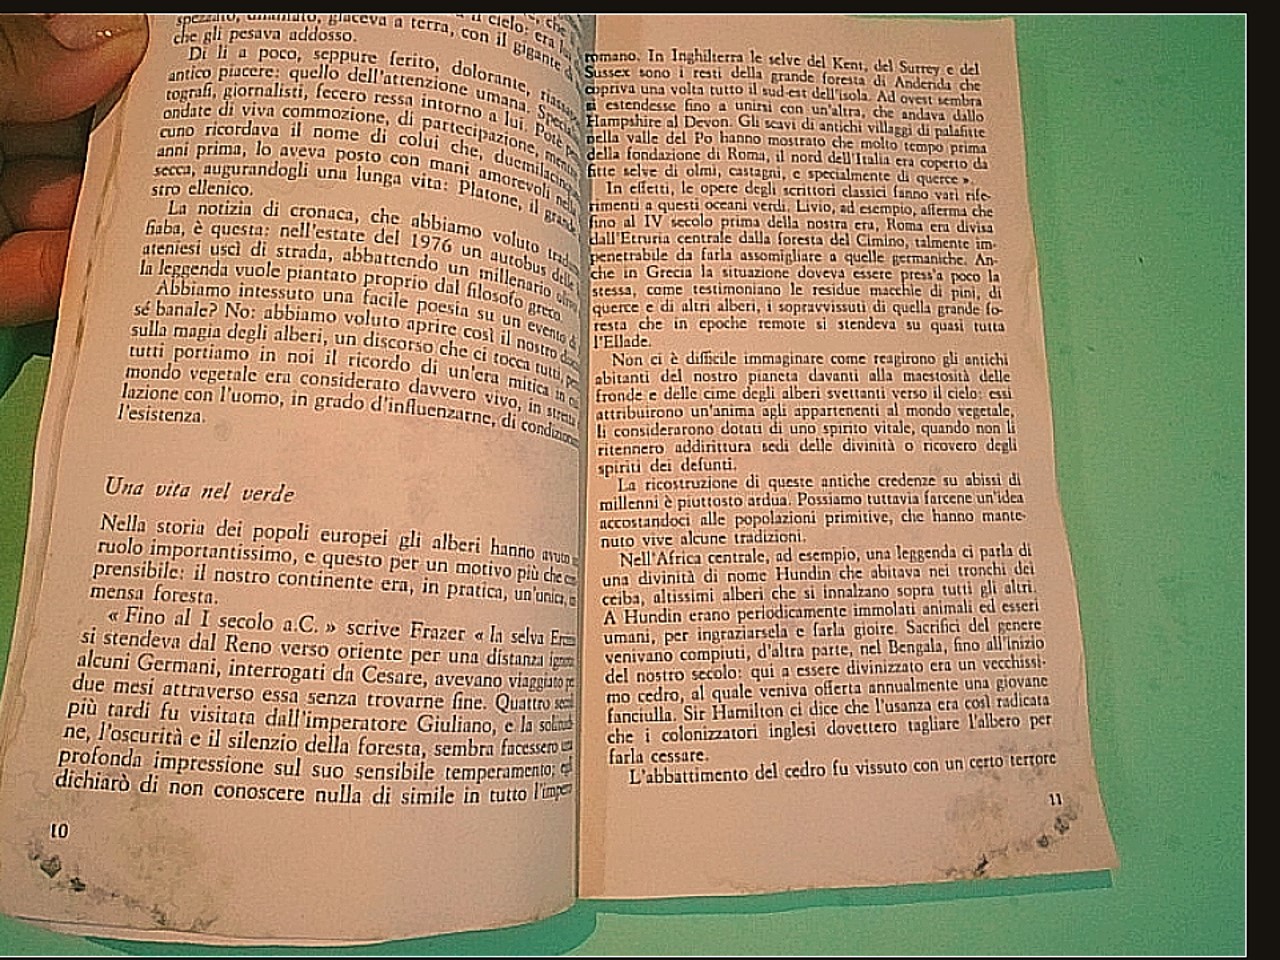 spezzato, umiliato, giaceva a terra, con il gigante
che gli pesava addosso.
Di lì a poco, seppure ferito, dolorante,
antico piacere: quello dell'attenzione umana.
tografi, giornalisti, fecero ressa intorno a lui. Poté
ondate di viva commozione, di partecipazione,
cuno ricordava il nome di colui che,
anni prima, lo aveva posto con mani amorevoli nella
secca, augurandogli una lunga vita: Platone, il
stro ellenico.
La notizia di cronaca, che abbiamo voluto
fiaba, è questa: nell'estate del 1976 un autobus delle
ateniesi uscì di strada, abbattendo un millenario
la leggenda vuole piantato proprio dal filosofo greco.
Abbiamo intessuto una facile poesia su un evento di
sé banale? No: abbiamo voluto aprire così il nostro
sulla magia degli alberi, un discorso che ci tocca tutti,
tutti portiamo in noi il ricordo di un'era mitica in cui
mondo vegetale era considerato davvero vivo, in stretta
lazione con l'uomo, in grado d'influenzarne, di
l'esistenza.
Una vita nel verde
Nella storia dei popoli europei gli alberi hanno avuto
ruolo importantissimo, e questo per un motivo più che
prensibile: il nostro continente era, in pratica, un'unica,
mensa foresta.
« Fino al I secolo a.C. » scrive Frazer « la selva
si stendeva dal Reno verso oriente per una distanza
alcuni Germani, interrogati da Cesare, avevano viaggiato
due mesi attraverso essa senza trovarne fine. Quattro
più tardi fu visitata dall'imperatore Giuliano, e la
ne, l'oscurità e il silenzio della foresta, sembra facessero
profonda impressione sul suo sensibile temperamento;
dichiarò di non conoscere nulla di simile in tutto
10
romano. In Inghilterra le selve del Kent, del Surrey e del
Sussex sono i resti della grande foresta di Anderida che
copriva una volta tutto il sud-est dell'isola. Ad ovest sembra
si estendesse fino a unirsi con un'altra, che andava dallo
Hampshire al Devon. Gli scavi di antichi villaggi di palafitte
nella valle del Po hanno mostrato che molto tempo prima
della fondazione di Roma, il nord dell'Italia era coperto da
fitte selve di olmi, castagni, e specialmente di querce ».
In effetti, le opere degli scrittori classici fanno vari rife-
rimenti a questi oceani verdi. Livio, ad esempio, afferma che
fino al IV secolo prima della nostra era, Roma era divisa
dall'Etruria centrale dalla foresta del Cimino, talmente im-
penetrabile da farla assomigliare a quelle germaniche. An-
che in Grecia la situazione doveva essere press'a poco la
stessa, come testimoniano le residue macchie di pini, di
querce e di altri alberi, i sopravvissuti di quella grande fo-
resta che in epoche remote si stendeva su quasi tutta
l'Ellade.
Non ci è difficile immaginare come reagirono gli antichi
abitanti del nostro pianeta davanti alla maestosità delle
fronde e delle cime degli alberi svettanti verso il cielo: essi
attribuirono un'anima agli appartenenti al mondo vegetale,
li considerarono dotati di uno spirito vitale, quando non li
ritennero addirittura sedi delle divinità o ricovero degli
spiriti dei defunti.
La ricostruzione di queste antiche credenze su abissi di
millenni è piuttosto ardua. Possiamo tuttavia farcene un'idea
accostandoci alle popolazioni primitive, che hanno mante-
nuto vive alcune tradizioni.
Nell'Africa centrale, ad esempio, una leggenda ci parla di
una divinità di nome Hundin che abitava nei tronchi dei
ceiba, altissimi alberi che si innalzano sopra tutti gli altri.
A Hundin erano periodicamente immolati animali ed esseri
umani, per ingraziarsela e farla gioire. Sacrifici del genere
venivano compiuti, d'altra parte, nel Bengala, fino all'inizio
del nostro secolo: qui a essere divinizzato era un vecchissi-
mo cedro, al quale veniva offerta annualmente una giovane
fanciulla. Sir Hamilton ci dice che l'usanza era così radicata
che i colonizzatori inglesi dovettero tagliare l'albero per
farla cessare.
L'abbattimento del cedro fu vissuto con un certo terrore
11